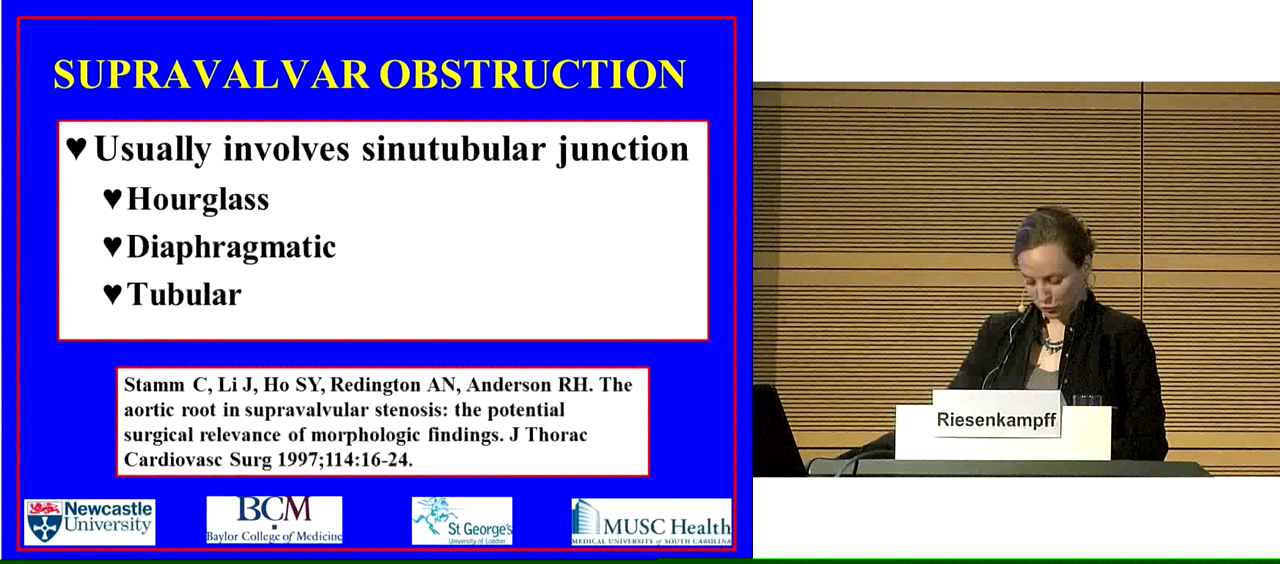 SUPRAVALVAR OBSTRUCTION
♥ Usually involves sinutubular junction
♥ Hourglass
♥ Diaphragmatic
♥ Tubular
Stamm C, Li J, Ho SY, Redington AN, Anderson RH. The
aortic root in supravalvular stenosis: the potential
surgical relevance of morphologic findings. J Thorac
Cardiovasc Surg 1997;114:16-24.
Newcastle
University
BCM
Baylor College of Medicine
St George's
University of London
MUSC Health
MEDICAL UNIVERSITY of SOUTH CAROLINA
Riesenkampff